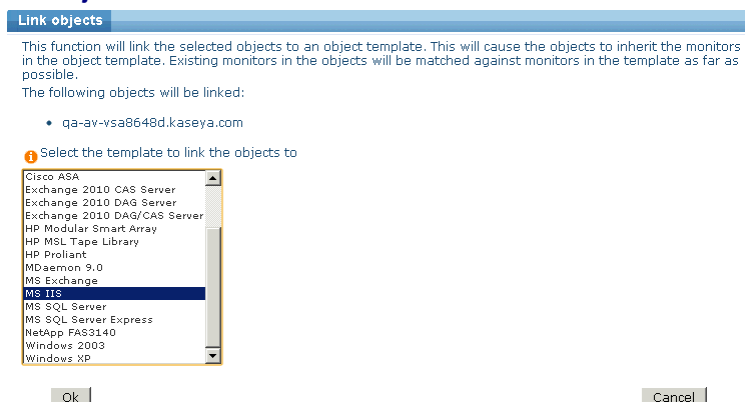 Link objects
This function will link the selected objects to an object template. This will cause the objects to inherit the monitors
in the object template. Existing monitors in the objects will be matched against monitors in the template as far as
possible.
The following objects will be linked:
• qa-av-vsa8648d.kaseya.com
Select the template to link the objects to
Cisco ASA
Exchange 2010 CAS Server
Exchange 2010 DAG Server
Exchange 2010 DAG/CAS Server
HP Modular Smart Array
HP MSL Tape Library
HP Proliant
MDaemon 9.0
MS Exchange
MS IIS
MS SQL Server
MS SQL Server Express
NetApp FAS3140
Windows 2003
Windows XP
Ok
Cancel